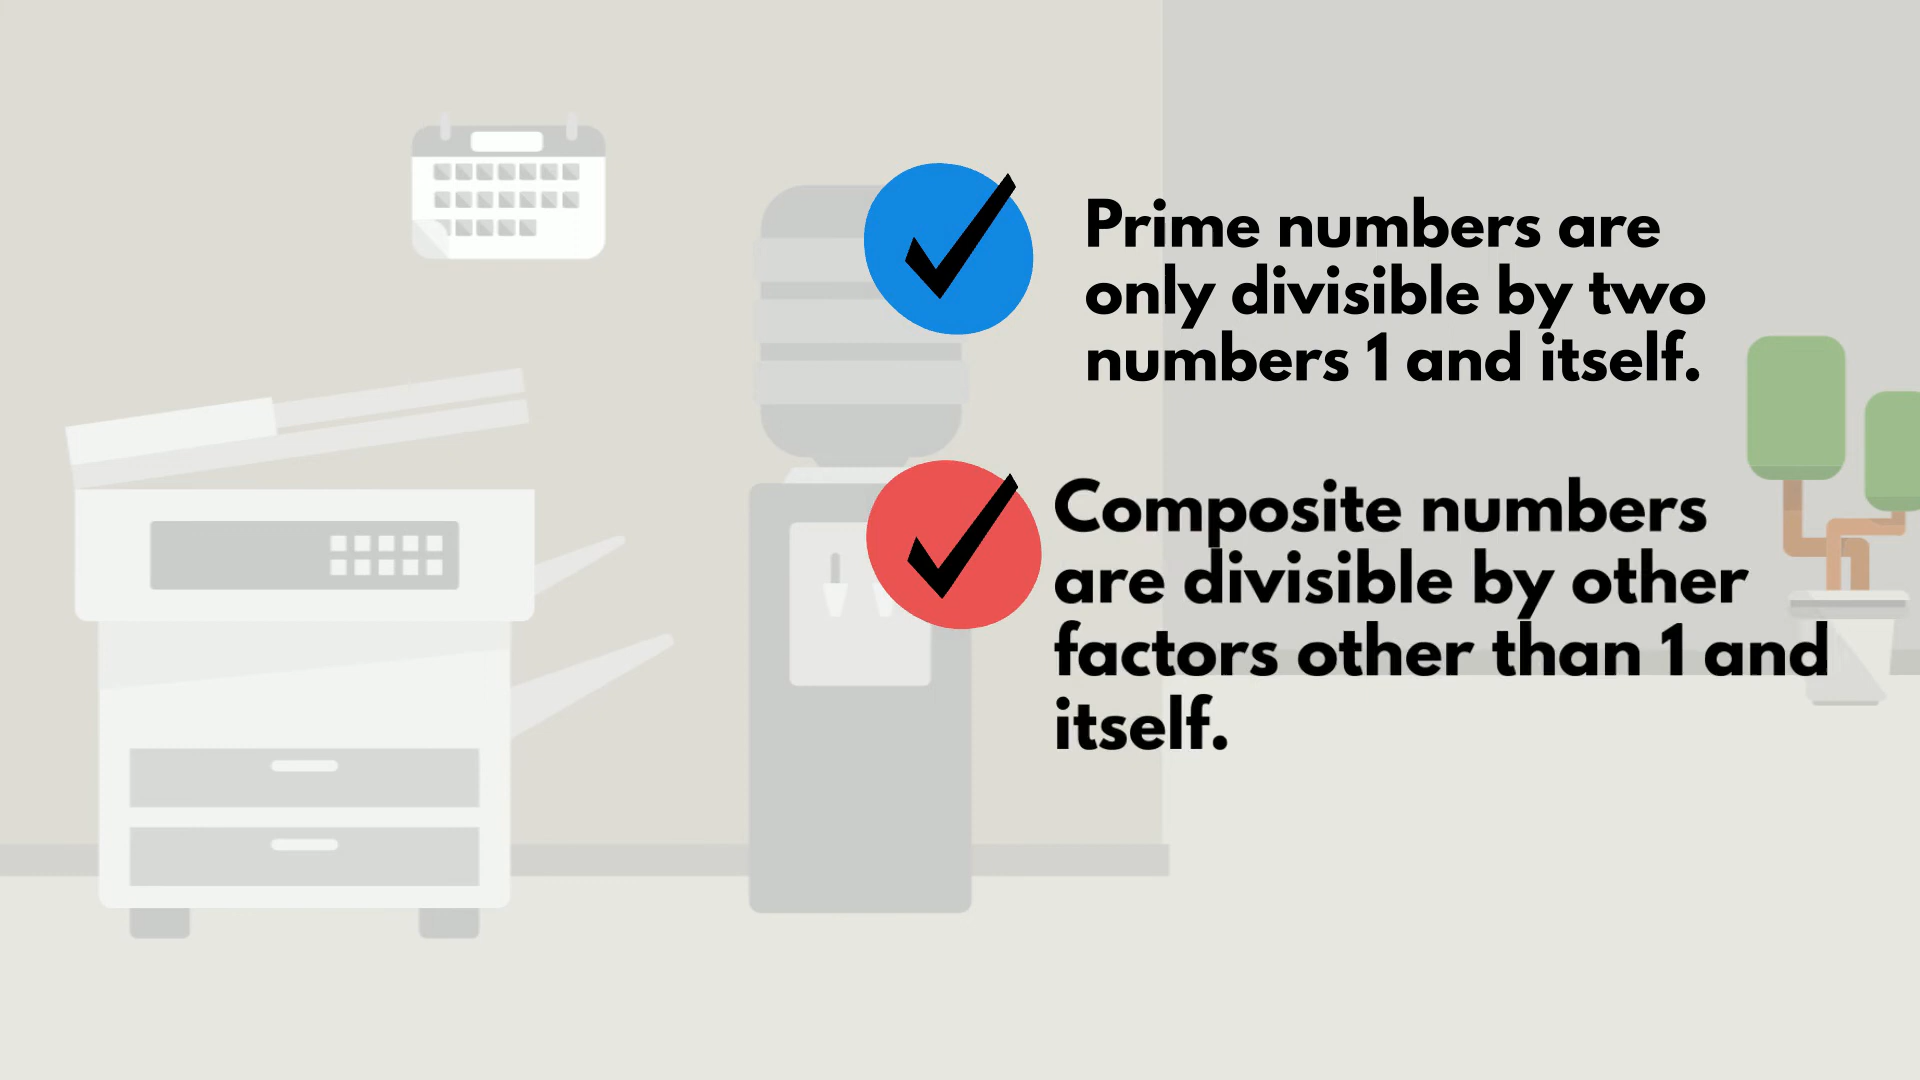 Prime numbers are
only divisible by two
numbers 1 and itself.
Composite numbers
are divisible by other
factors other than 1 and
itself.